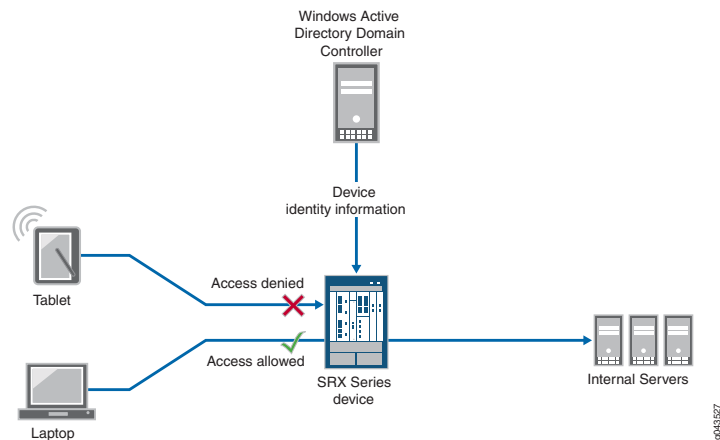 Windows Active
Directory Domain
Controller
Device
identity information
Tablet
Access denied
Access allowed
SRX Series
device
Internal Servers
Laptop
g043527